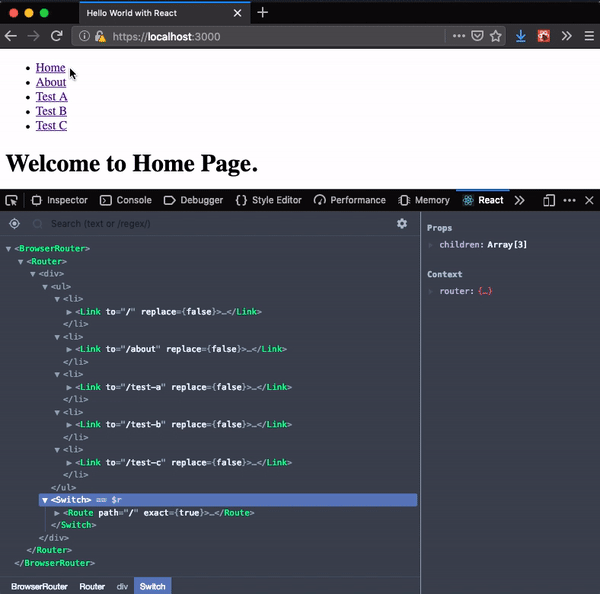 Hello World with React
https://localhost:3000
Home
About
Test A
Test B
Test C
Welcome to Home Page.
Inspector Console Debugger Style Editor Performance Memory React
Search (text or /regex/)
<BrowserRouter>
<Router>
<div>
<ul>
<li>
<Link to="/" replace={false}>…</Link>
</li>
<li>
<Link to="/about" replace={false}>…</Link>
</li>
<li>
<Link to="/test-a" replace={false}>…</Link>
</li>
<li>
<Link to="/test-b" replace={false}>…</Link>
</li>
<li>
<Link to="/test-c" replace={false}>…</Link>
</li>
</ul>
<Switch> == $r
<Route path="/" exact={true}>…</Route>
</Switch>
</div>
</Router>
</BrowserRouter>
BrowserRouter Router div Switch
Props
children: Array[3]
Context
router: {…}